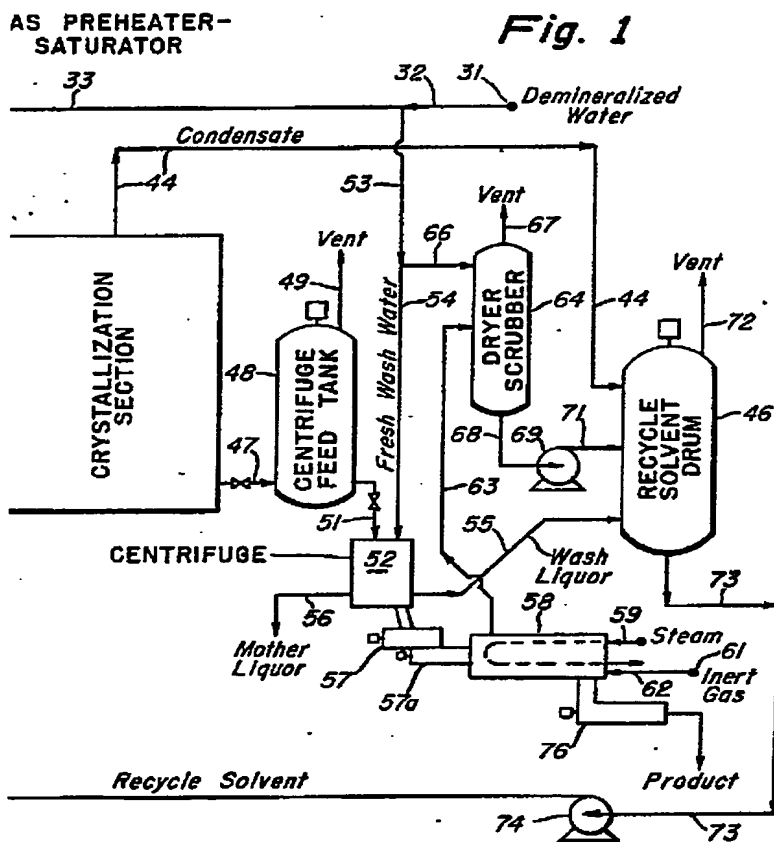 AS PREHEATER-
SATURATOR
Fig. 1
33
32
31
Demineralized
Water
Condensate
44
53
Vent
67
66
Vent
49
54
64
44
Vent
72
CRYSTALLIZATION
SECTION
48
CENTRIFUGE
FEED TANK
Fresh Wash Water
DRYER
SCRUBBER
46
RECYCLE
SOLVENT
DRUM
68
69
71
47
63
51
55
CENTRIFUGE
52
Wash
Liquor
73
56
58
59
Steam
Mother
Liquor
57
57a
61
62
Inert
Gas
76
Product
Recycle Solvent
74
73